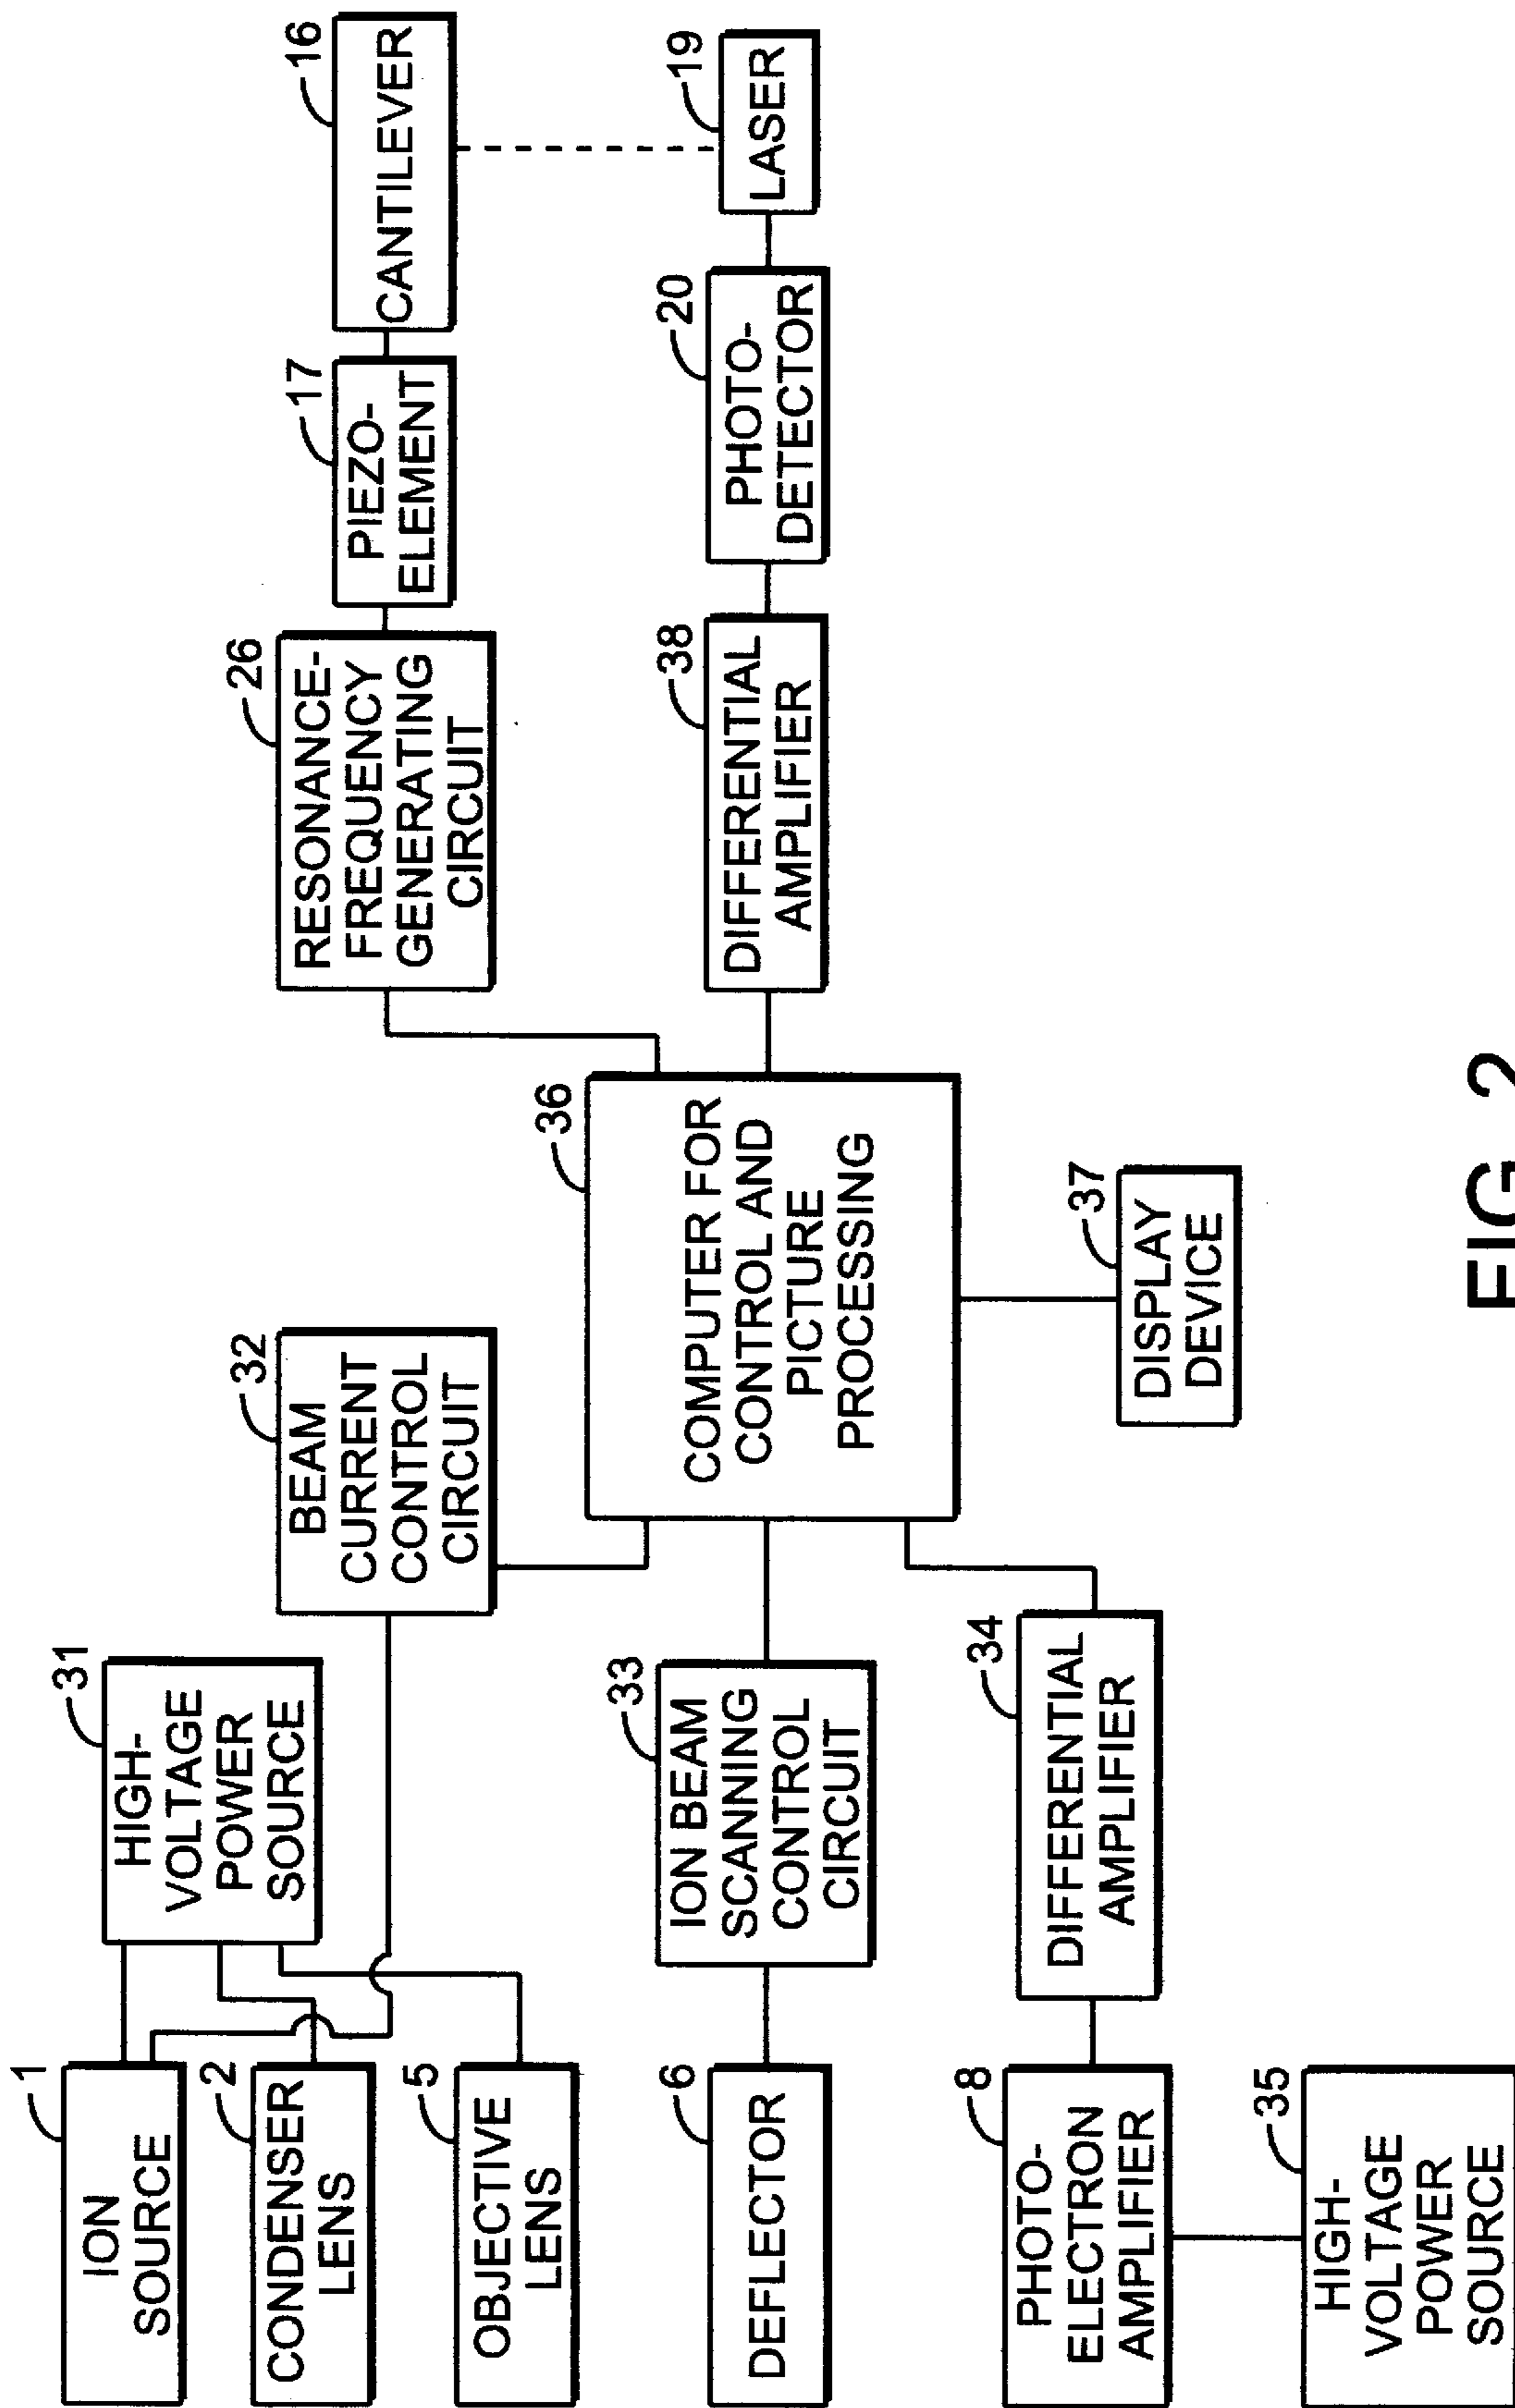 1
ION
SOURCE
2
CONDENSER
LENS
5
OBJECTIVE
LENS
6
DEFLECTOR
8
PHOTO-
ELECTRON
AMPLIFIER
35
HIGH-
VOLTAGE
POWER
SOURCE
31
HIGH-
VOLTAGE
POWER
SOURCE
33
ION BEAM
SCANNING
CONTROL
CIRCUIT
34
DIFFERENTIAL
AMPLIFIER
32
BEAM
CURRENT
CONTROL
CIRCUIT
36
COMPUTER FOR
CONTROL AND
PICTURE
PROCESSING
37
DISPLAY
DEVICE
26
RESONANCE-
FREQUENCY
GENERATING
CIRCUIT
38
DIFFERENTIAL
AMPLIFIER
17
PIEZO-
ELEMENT
20
PHOTO-
DETECTOR
16
CANTILEVER
19
LASER
FIG. 2